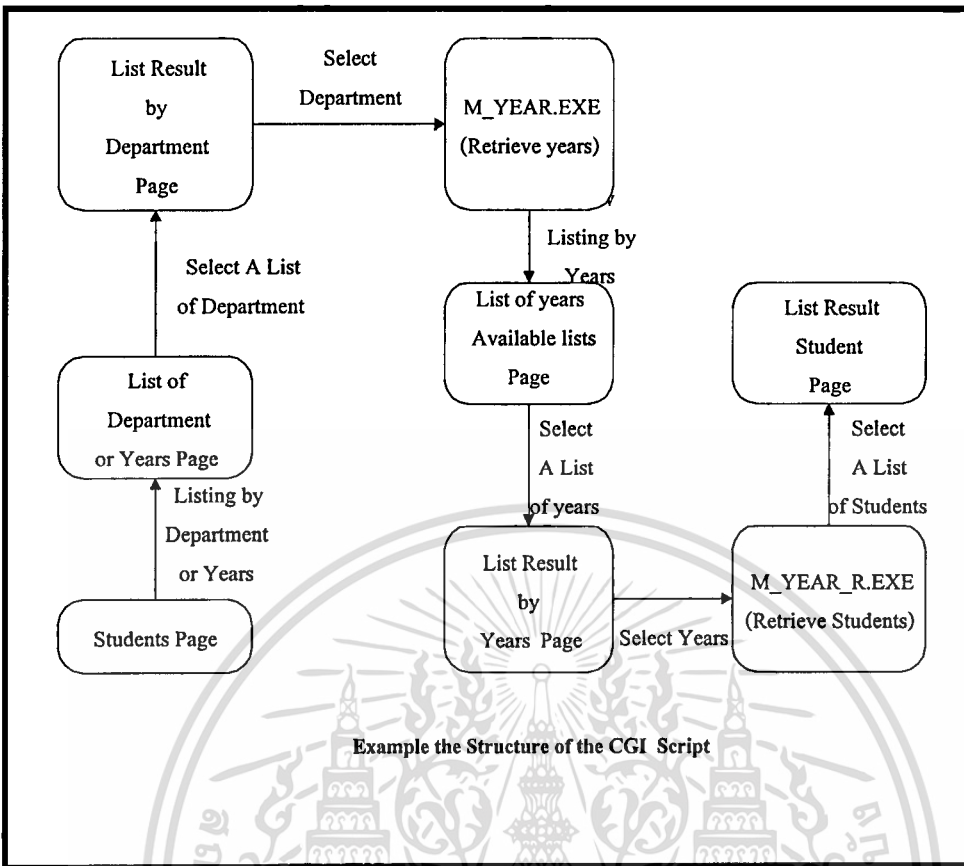 List Result
by
Department
Page
Select
Department
M_YEAR.EXE
(Retrieve years)
Listing by
Years
Select A List
of Department
List of years
Available lists
Page
List Result
Student
Page
List of
Department
or Years Page
Select
A List
of years
Select
A List
of Students
Listing by
Department
or Years
List Result
by
Years Page
Select Years
M_YEAR_R.EXE
(Retrieve Students)
Students Page
Example the Structure of the CGI Script